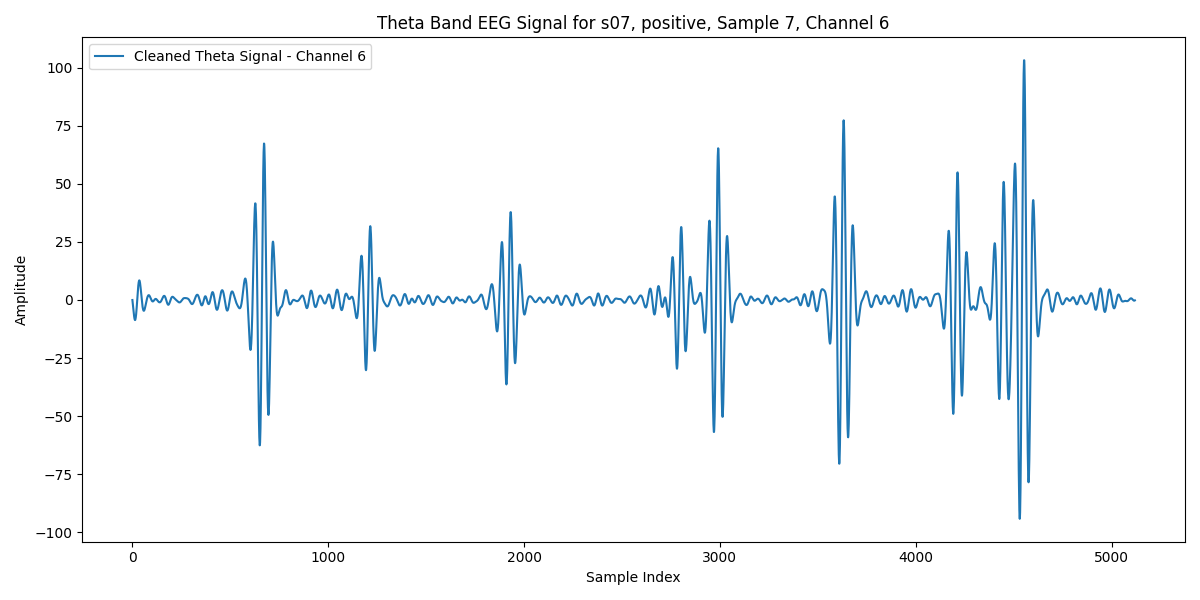 Theta Band EEG Signal for s07, positive, Sample 7, Channel 6
Cleaned Theta Signal - Channel 6
100
75
50
25
0
−25
−50
−75
−100
Amplitude
0 1000 2000 3000 4000 5000
Sample Index